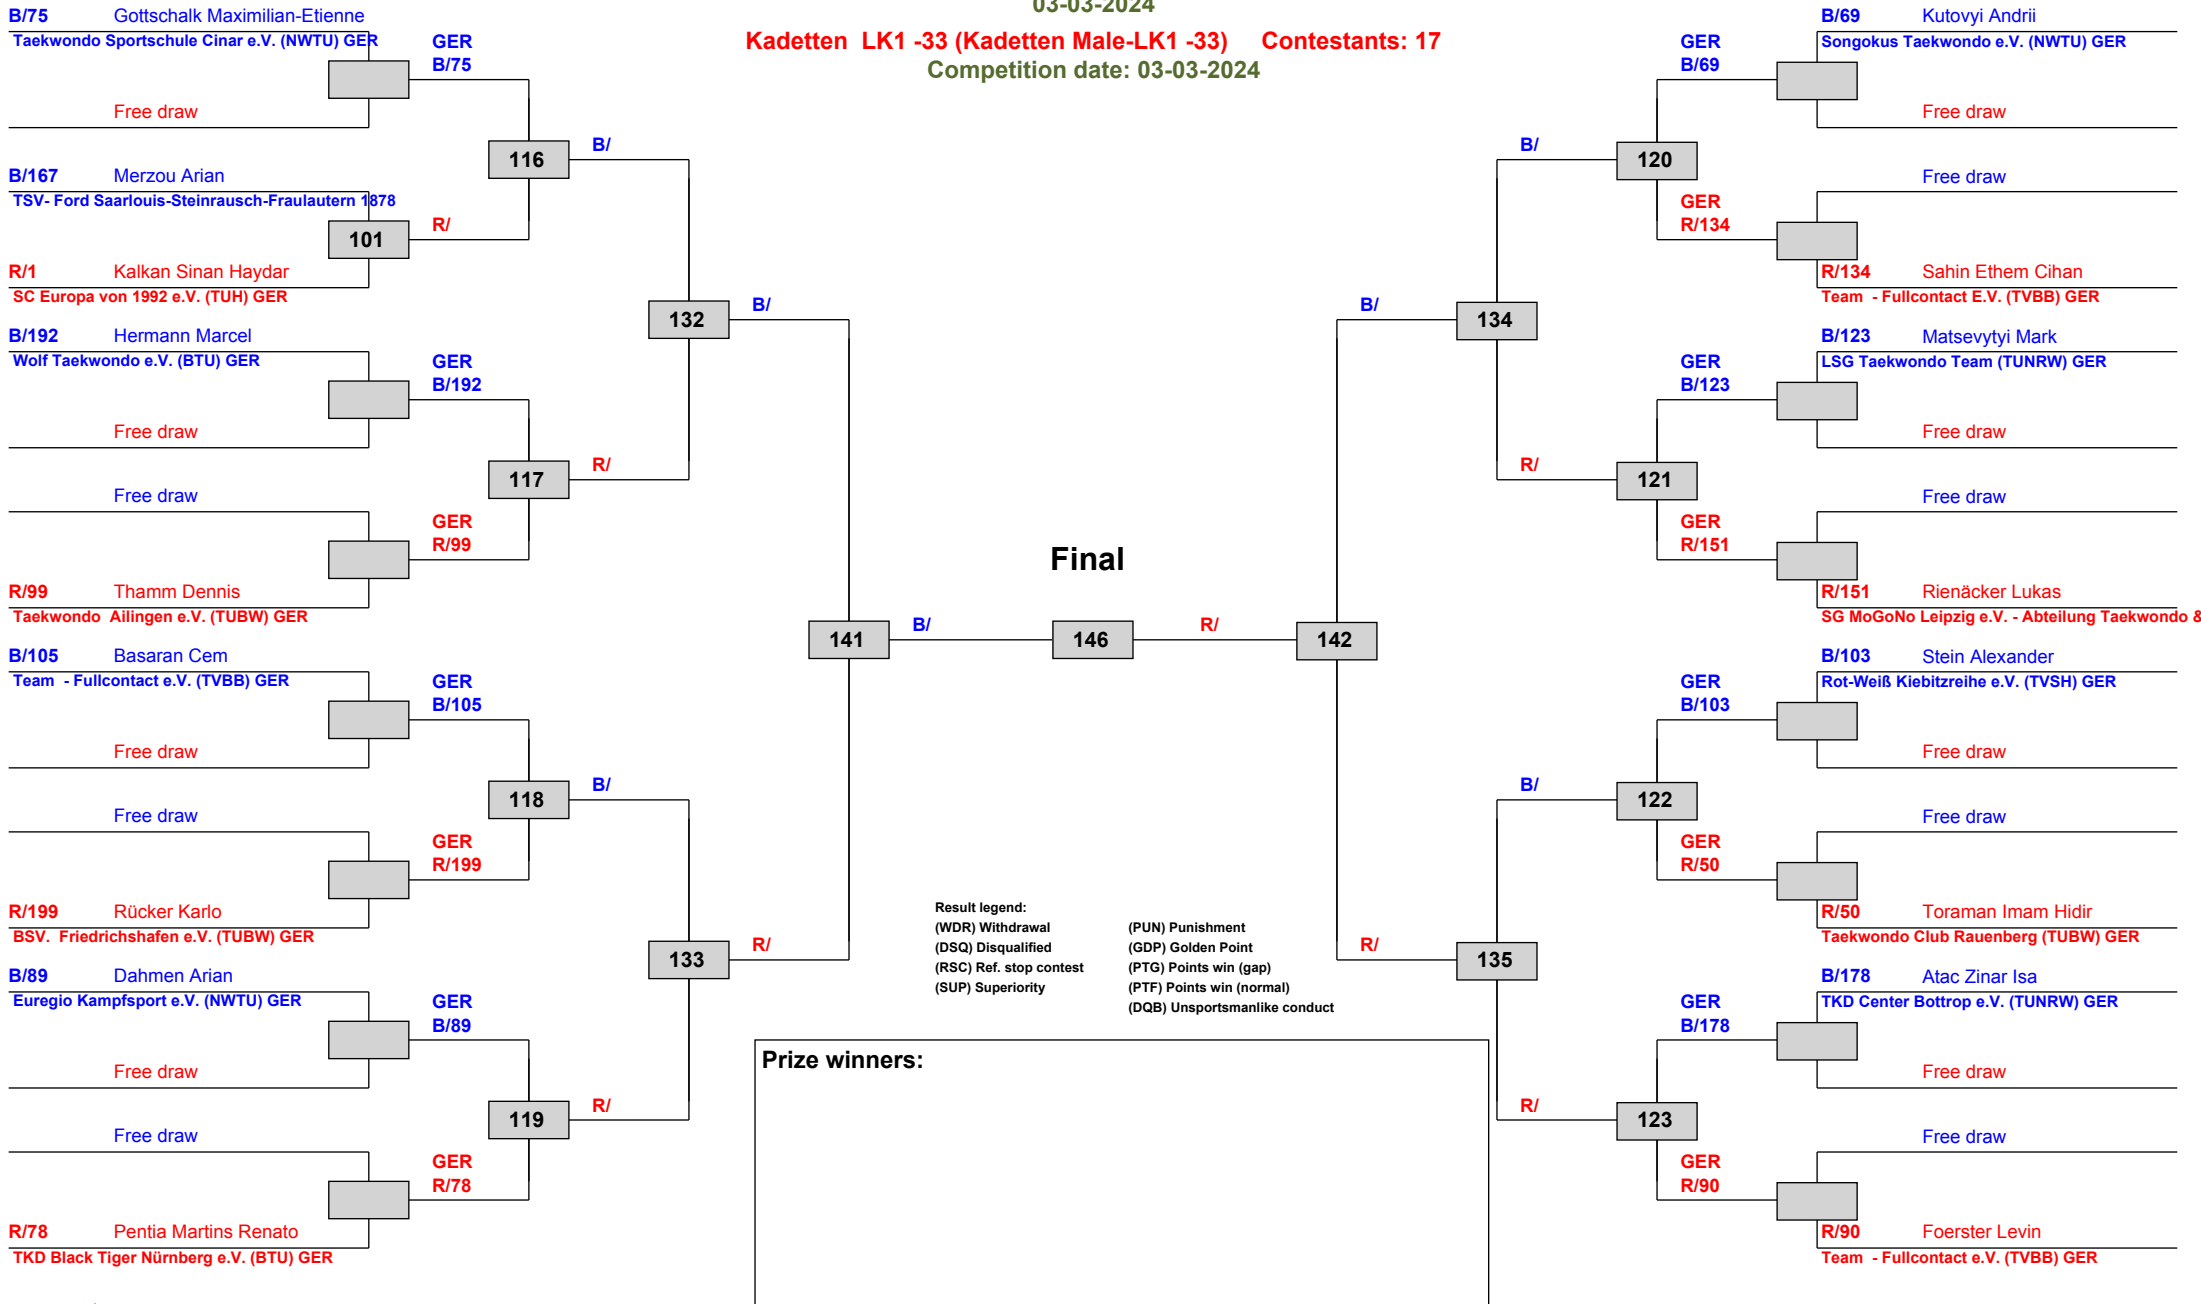 03-03-2024
Kadetten LK1 -33 (Kadetten Male-LK1 -33) Contestants: 17
Competition date: 03-03-2024
B/75 Gottschalk Maximilian-Etienne
Taekwondo Sportschule Cinar e.V. (NWTU) GER
GER
B/75
Free draw
116
B/
B/167 Merzou Arian
TSV- Ford Saarlouis-Steinrausch-Fraulautern 1878
101
R/
R/1 Kalkan Sinan Haydar
SC Europa von 1992 e.V. (TUH) GER
132
B/
B/192 Hermann Marcel
Wolf Taekwondo e.V. (BTU) GER
GER
B/192
Free draw
117
R/
Free draw
GER
R/99
R/99 Thamm Dennis
Taekwondo Ailingen e.V. (TUBW) GER
141
B/
B/105 Basaran Cem
Team - Fullcontact e.V. (TVBB) GER
GER
B/105
Free draw
118
B/
Free draw
GER
R/199
R/199 Rücker Karlo
BSV. Friedrichshafen e.V. (TUBW) GER
133
R/
B/89 Dahmen Arian
Euregio Kampfsport e.V. (NWTU) GER
GER
B/89
Free draw
119
R/
Free draw
GER
R/78
R/78 Pentia Martins Renato
TKD Black Tiger Nürnberg e.V. (BTU) GER
Final
146
R/
142
B/69 Kutovyi Andrii
Songokus Taekwondo e.V. (NWTU) GER
GER
B/69
Free draw
B/
120
Free draw
GER
R/134
R/134 Sahin Ethem Cihan
Team - Fullcontact E.V. (TVBB) GER
B/
134
B/123 Matsevytyi Mark
LSG Taekwondo Team (TUNRW) GER
GER
B/123
Free draw
R/
121
Free draw
GER
R/151
R/151 Rienäcker Lukas
SG MoGoNo Leipzig e.V. - Abteilung Taekwondo &
B/103 Stein Alexander
Rot-Weiß Kiebitzreihe e.V. (TVSH) GER
GER
B/103
Free draw
B/
122
Free draw
GER
R/50
R/50 Toraman Imam Hidir
Taekwondo Club Rauenberg (TUBW) GER
R/
135
B/178 Atac Zinar Isa
TKD Center Bottrop e.V. (TUNRW) GER
GER
B/178
Free draw
R/
123
Free draw
GER
R/90
R/90 Foerster Levin
Team - Fullcontact e.V. (TVBB) GER
Result legend:
(WDR) Withdrawal (PUN) Punishment
(DSQ) Disqualified (GDP) Golden Point
(RSC) Ref. stop contest (PTG) Points win (gap)
(SUP) Superiority (PTF) Points win (normal)
(DQB) Unsportsmanlike conduct
Prize winners: